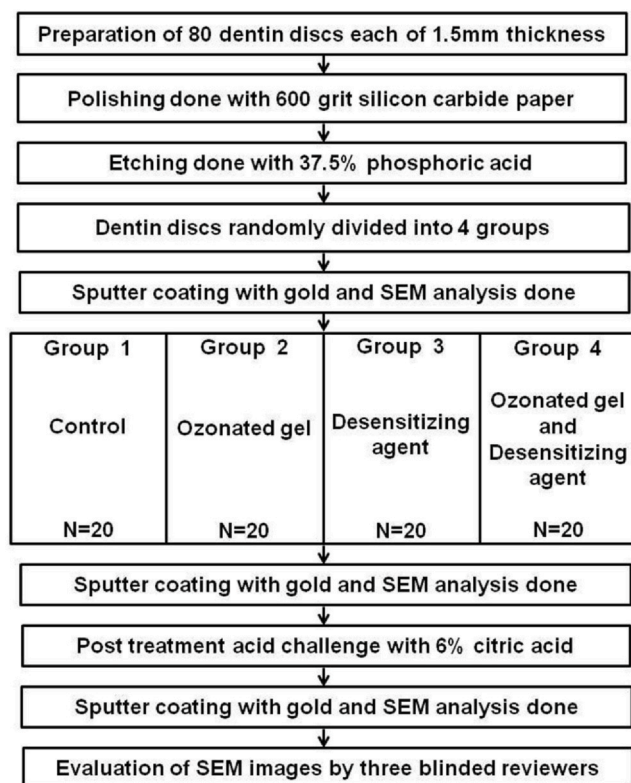 Preparation of 80 dentin discs each of 1.5mm thickness
Polishing done with 600 grit silicon carbide paper
Etching done with 37.5% phosphoric acid
Dentin discs randomly divided into 4 groups
Sputter coating with gold and SEM analysis done
Group 1
Control
N=20
Group 2
Ozonated gel
N=20
Group 3
Desensitizing
agent
N=20
Group 4
Ozonated gel
and
Desensitizing
agent
N=20
Sputter coating with gold and SEM analysis done
Post treatment acid challenge with 6% citric acid
Sputter coating with gold and SEM analysis done
Evaluation of SEM images by three blinded reviewers